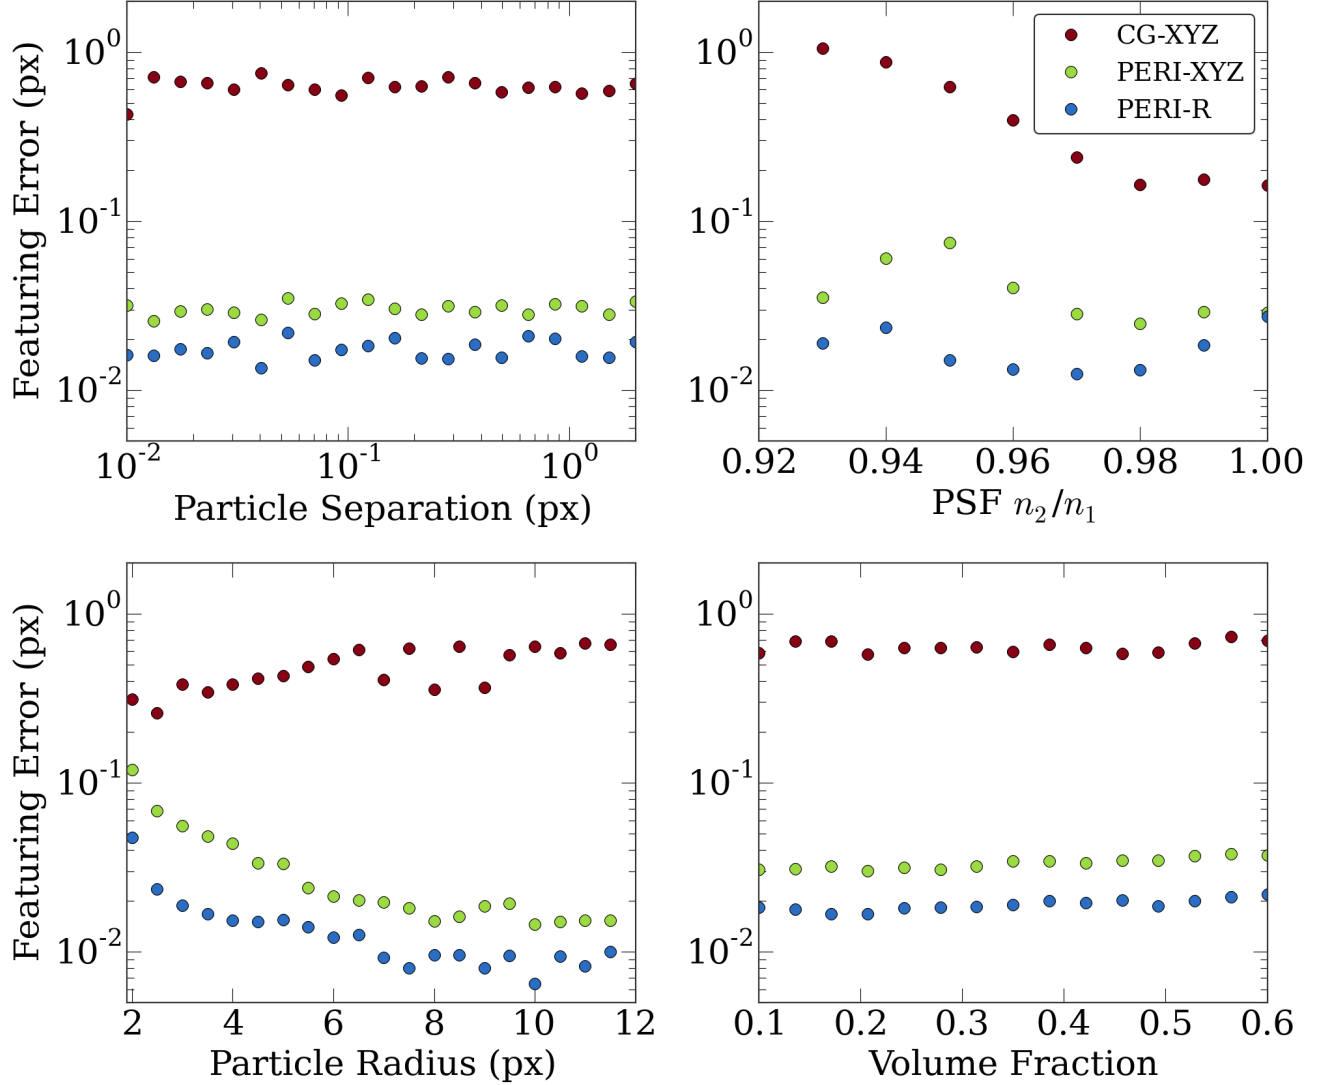 Featuring Error (px)
10^0
10^-1
10^-2
10^-2 10^-1 10^0
Particle Separation (px)
CG-XYZ
PERI-XYZ
PERI-R
10^0
10^-1
10^-2
0.92 0.94 0.96 0.98 1.00
PSF n_2/n_1
Featuring Error (px)
10^0
10^-1
10^-2
2 4 6 8 10 12
Particle Radius (px)
10^0
10^-1
10^-2
0.1 0.2 0.3 0.4 0.5 0.6
Volume Fraction